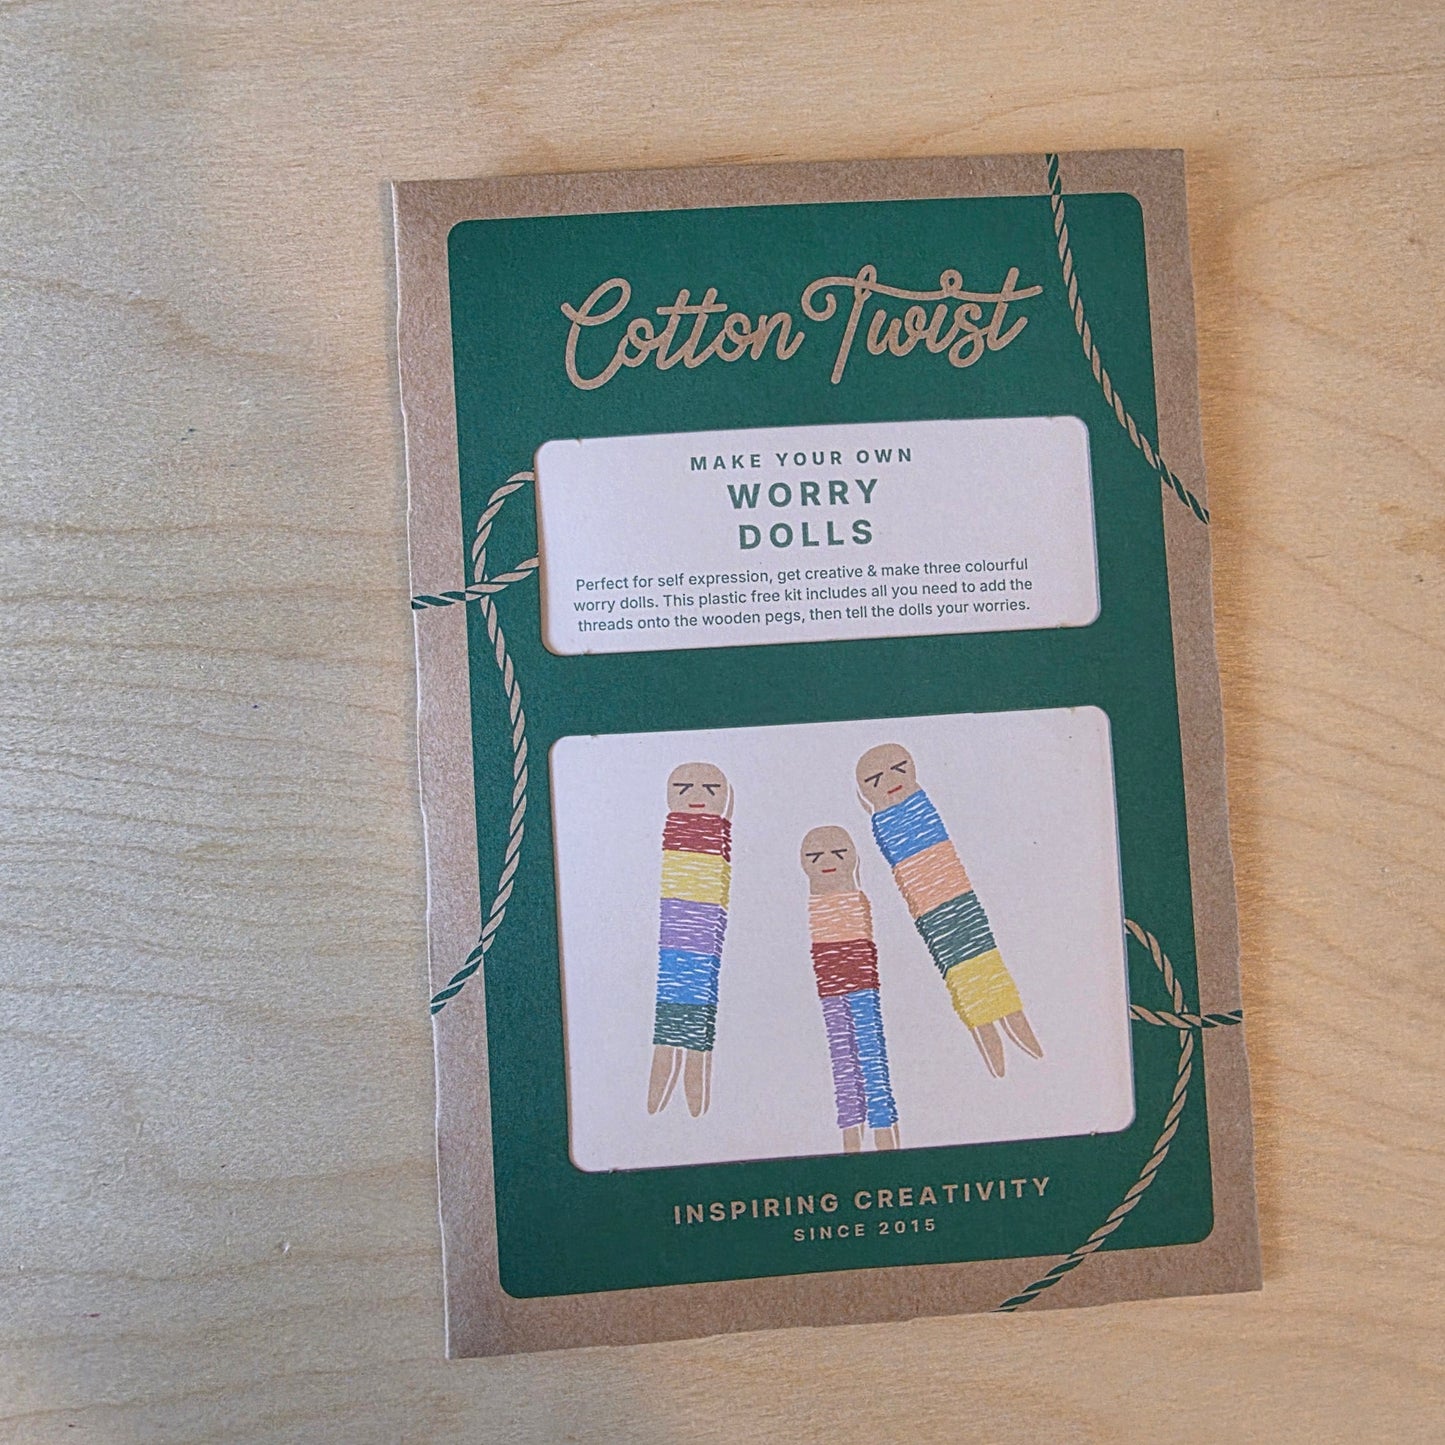 Cotton Twist
MAKE YOUR OWN
WORRY
DOLLS
Perfect for self expression, get creative & make three colourful
worry dolls. This plastic free kit includes all you need to add the
threads onto the wooden pegs, then tell the dolls your worries.
INSPIRING CREATIVITY
SINCE 2015